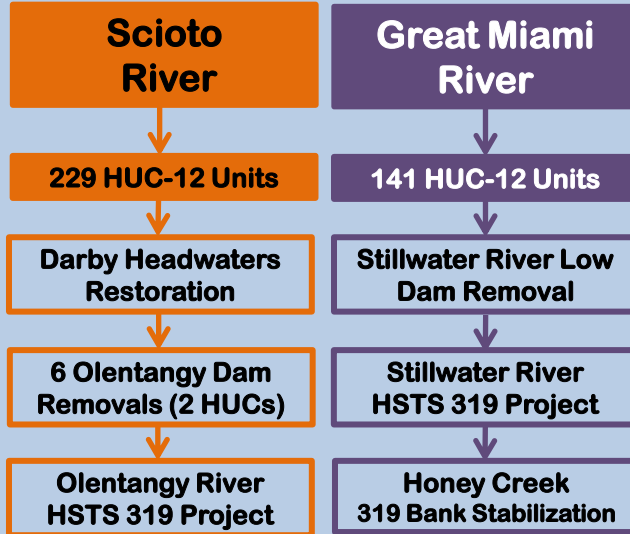 Scioto
River
229 HUC-12 Units
Darby Headwaters
Restoration
6 Olentangy Dam
Removals (2 HUCs)
Olentangy River
HSTS 319 Project
Great Miami
River
141 HUC-12 Units
Stillwater River Low
Dam Removal
Stillwater River
HSTS 319 Project
Honey Creek
319 Bank Stabilization